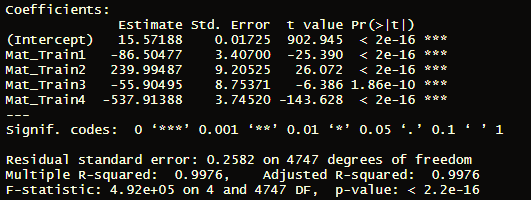 Coefficients:
              Estimate Std. Error  t value Pr(>|t|)
(Intercept)   15.57188    0.01725  902.945  < 2e-16 ***
Mat_Train1   -86.50477    3.40700  -25.390  < 2e-16 ***
Mat_Train2   239.99487    9.20525   26.072  < 2e-16 ***
Mat_Train3   -55.90495    8.75371   -6.386 1.86e-10 ***
Mat_Train4  -537.91388    3.74520 -143.628  < 2e-16 ***
---
Signif. codes:  0 ‘***’ 0.001 ‘**’ 0.01 ‘*’ 0.05 ‘.’ 0.1 ‘ ’ 1
Residual standard error: 0.2582 on 4747 degrees of freedom
Multiple R-squared:  0.9976,    Adjusted R-squared:  0.9976
F-statistic: 4.92e+05 on 4 and 4747 DF,  p-value: < 2.2e-16